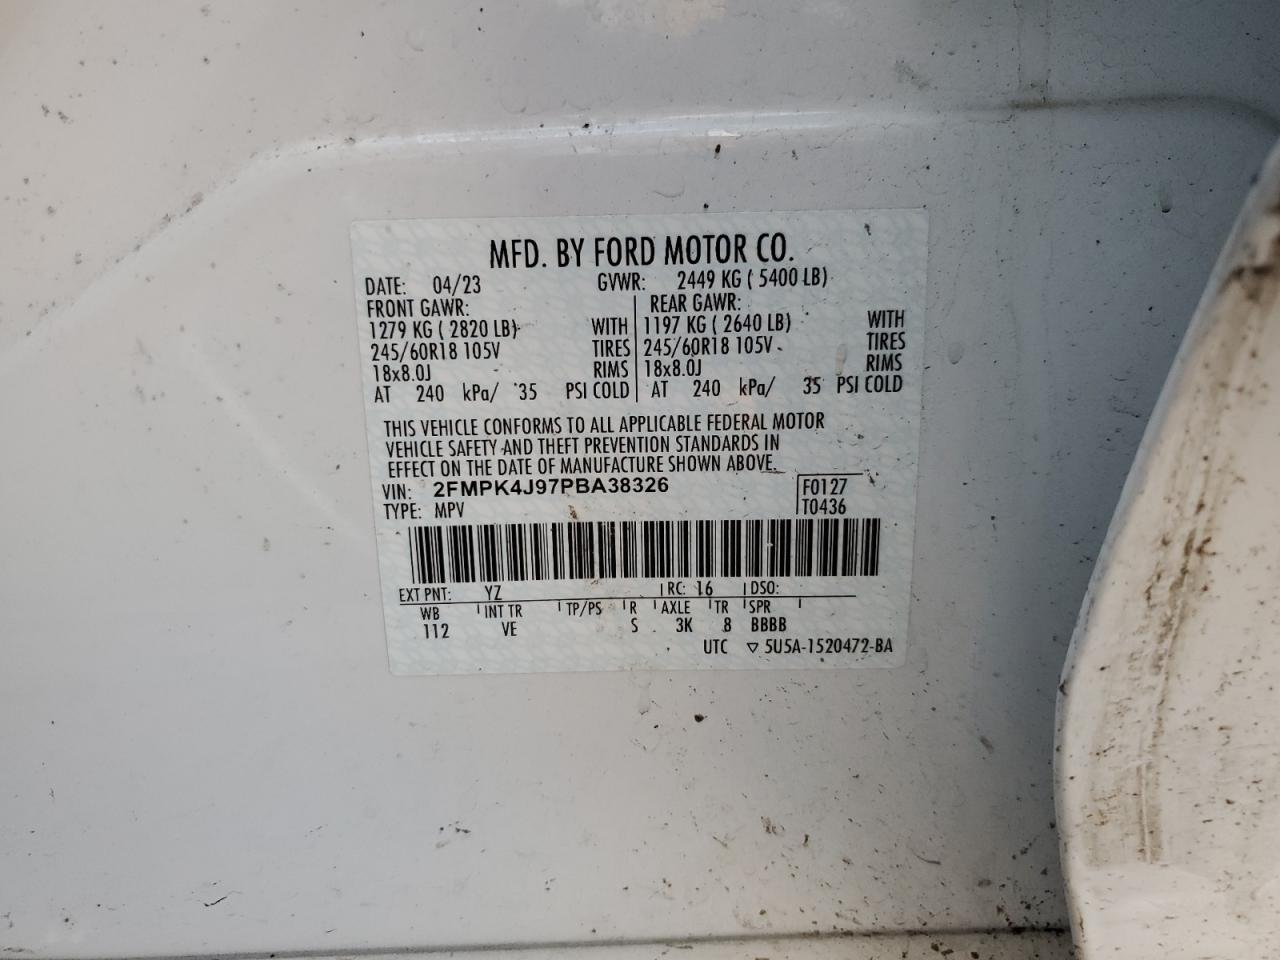 MFD. BY FORD MOTOR CO.
DATE: 04/23 GVWR: 2449 KG ( 5400 LB)
FRONT GAWR: REAR GAWR:
1279 KG ( 2820 LB) WITH 1197 KG ( 2640 LB) WITH
245/60R18 105V TIRES 245/60R18 105V TIRES
18x8.0J RIMS 18x8.0J RIMS
AT 240 kPa/ 35 PSI COLD AT 240 kPa/ 35 PSI COLD
THIS VEHICLE CONFORMS TO ALL APPLICABLE FEDERAL MOTOR
VEHICLE SAFETY AND THEFT PREVENTION STANDARDS IN
EFFECT ON THE DATE OF MANUFACTURE SHOWN ABOVE.
VIN: 2FMPK4J97PBA38326 F0127
TYPE: MPV T0436
EXT PNT: YZ RC: 16 DSO:
WB INT TR TP/PS R AXLE TR SPR
112 VE S 3K 8 BBBB
UTC ▽ 5U5A-1520472-BA